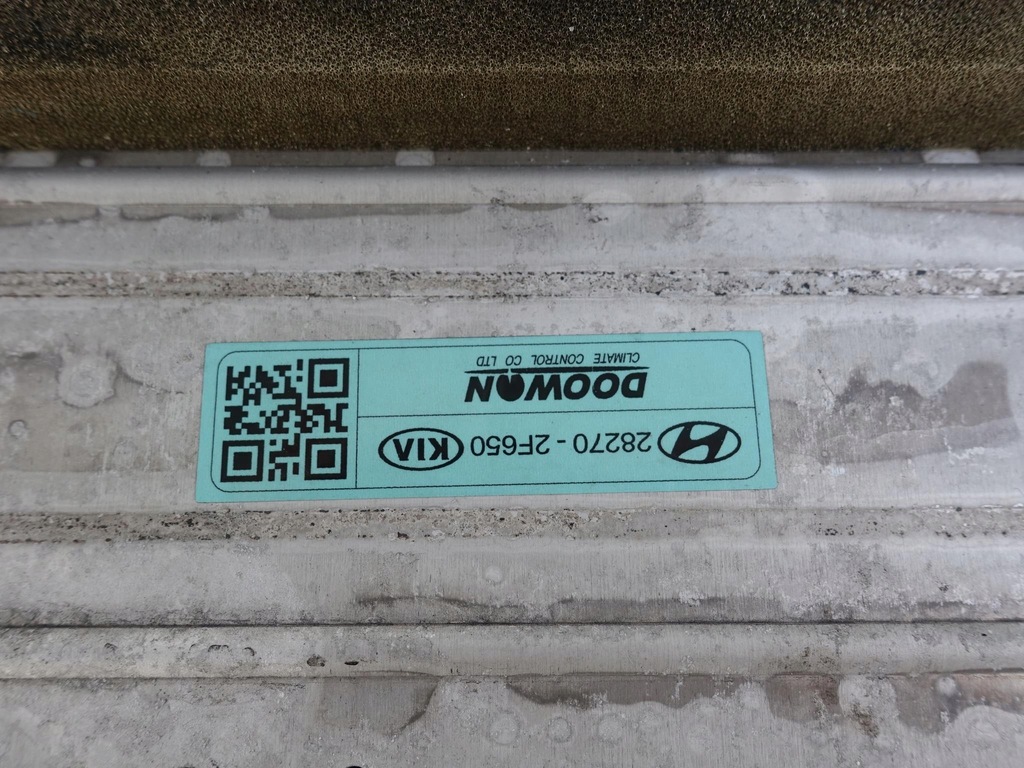 28270 - 2F650 KIA
DOOWON
CLIMATE CONTROL CO LTD